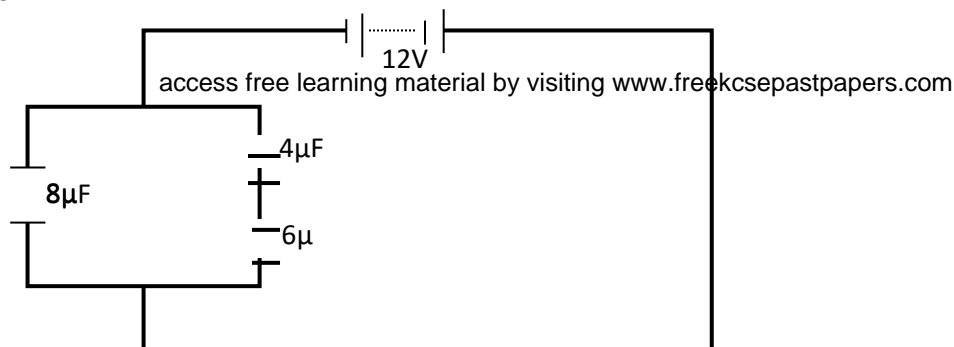 12V
access free learning material by visiting www.freekcsepastpapers.com
4μF
8μF
6μ